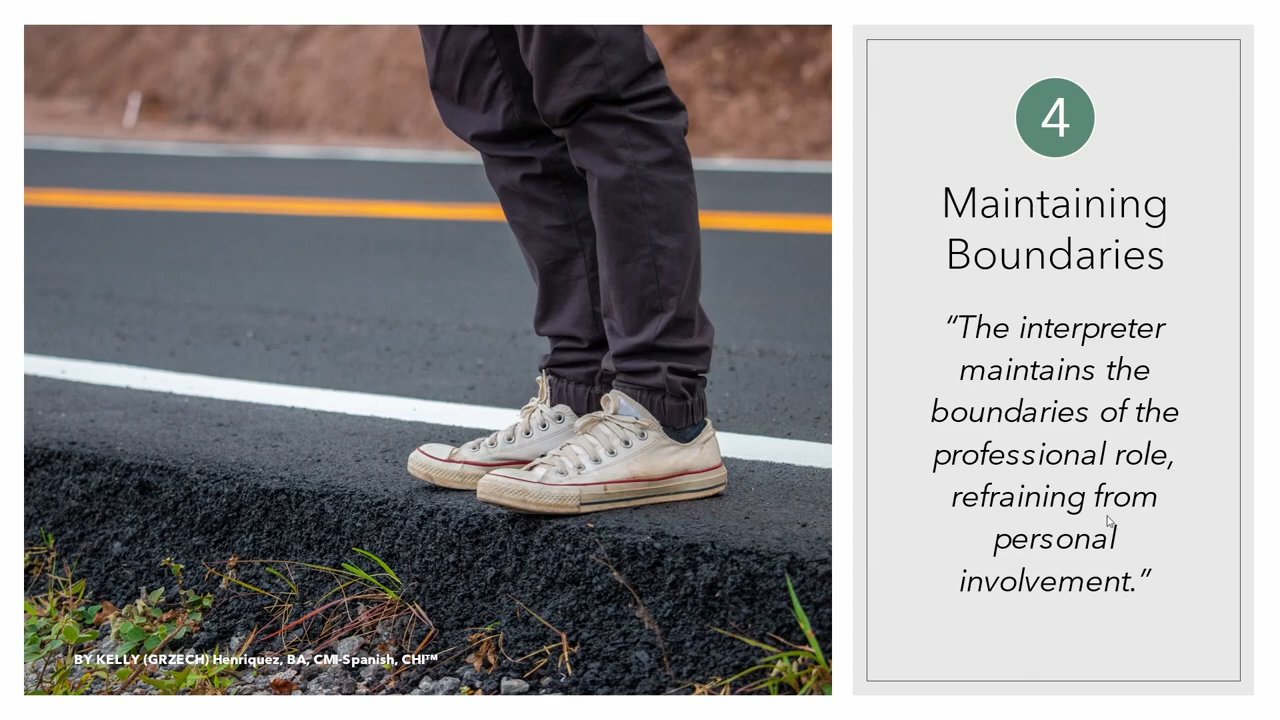 4
Maintaining
Boundaries
“The interpreter
maintains the
boundaries of the
professional role,
refraining from
personal
involvement.”
BY KELLY (GRZECH) Henriquez, BA, CMI-Spanish, CHI™